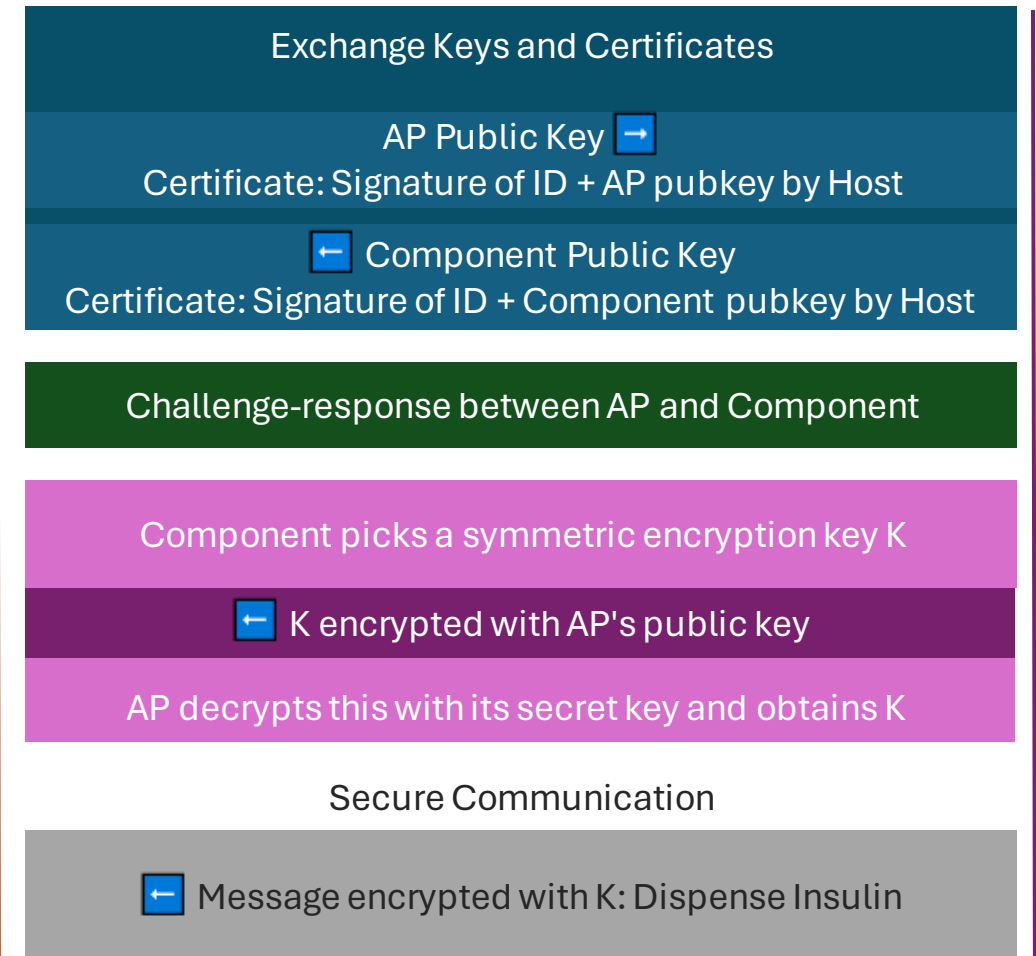 Exchange Keys and Certificates
AP Public Key ➡
Certificate: Signature of ID + AP pubkey by Host
⬅ Component Public Key
Certificate: Signature of ID + Component pubkey by Host
Challenge-response between AP and Component
Component picks a symmetric encryption key K
⬅ K encrypted with AP's public key
AP decrypts this with its secret key and obtains K
Secure Communication
⬅ Message encrypted with K: Dispense Insulin